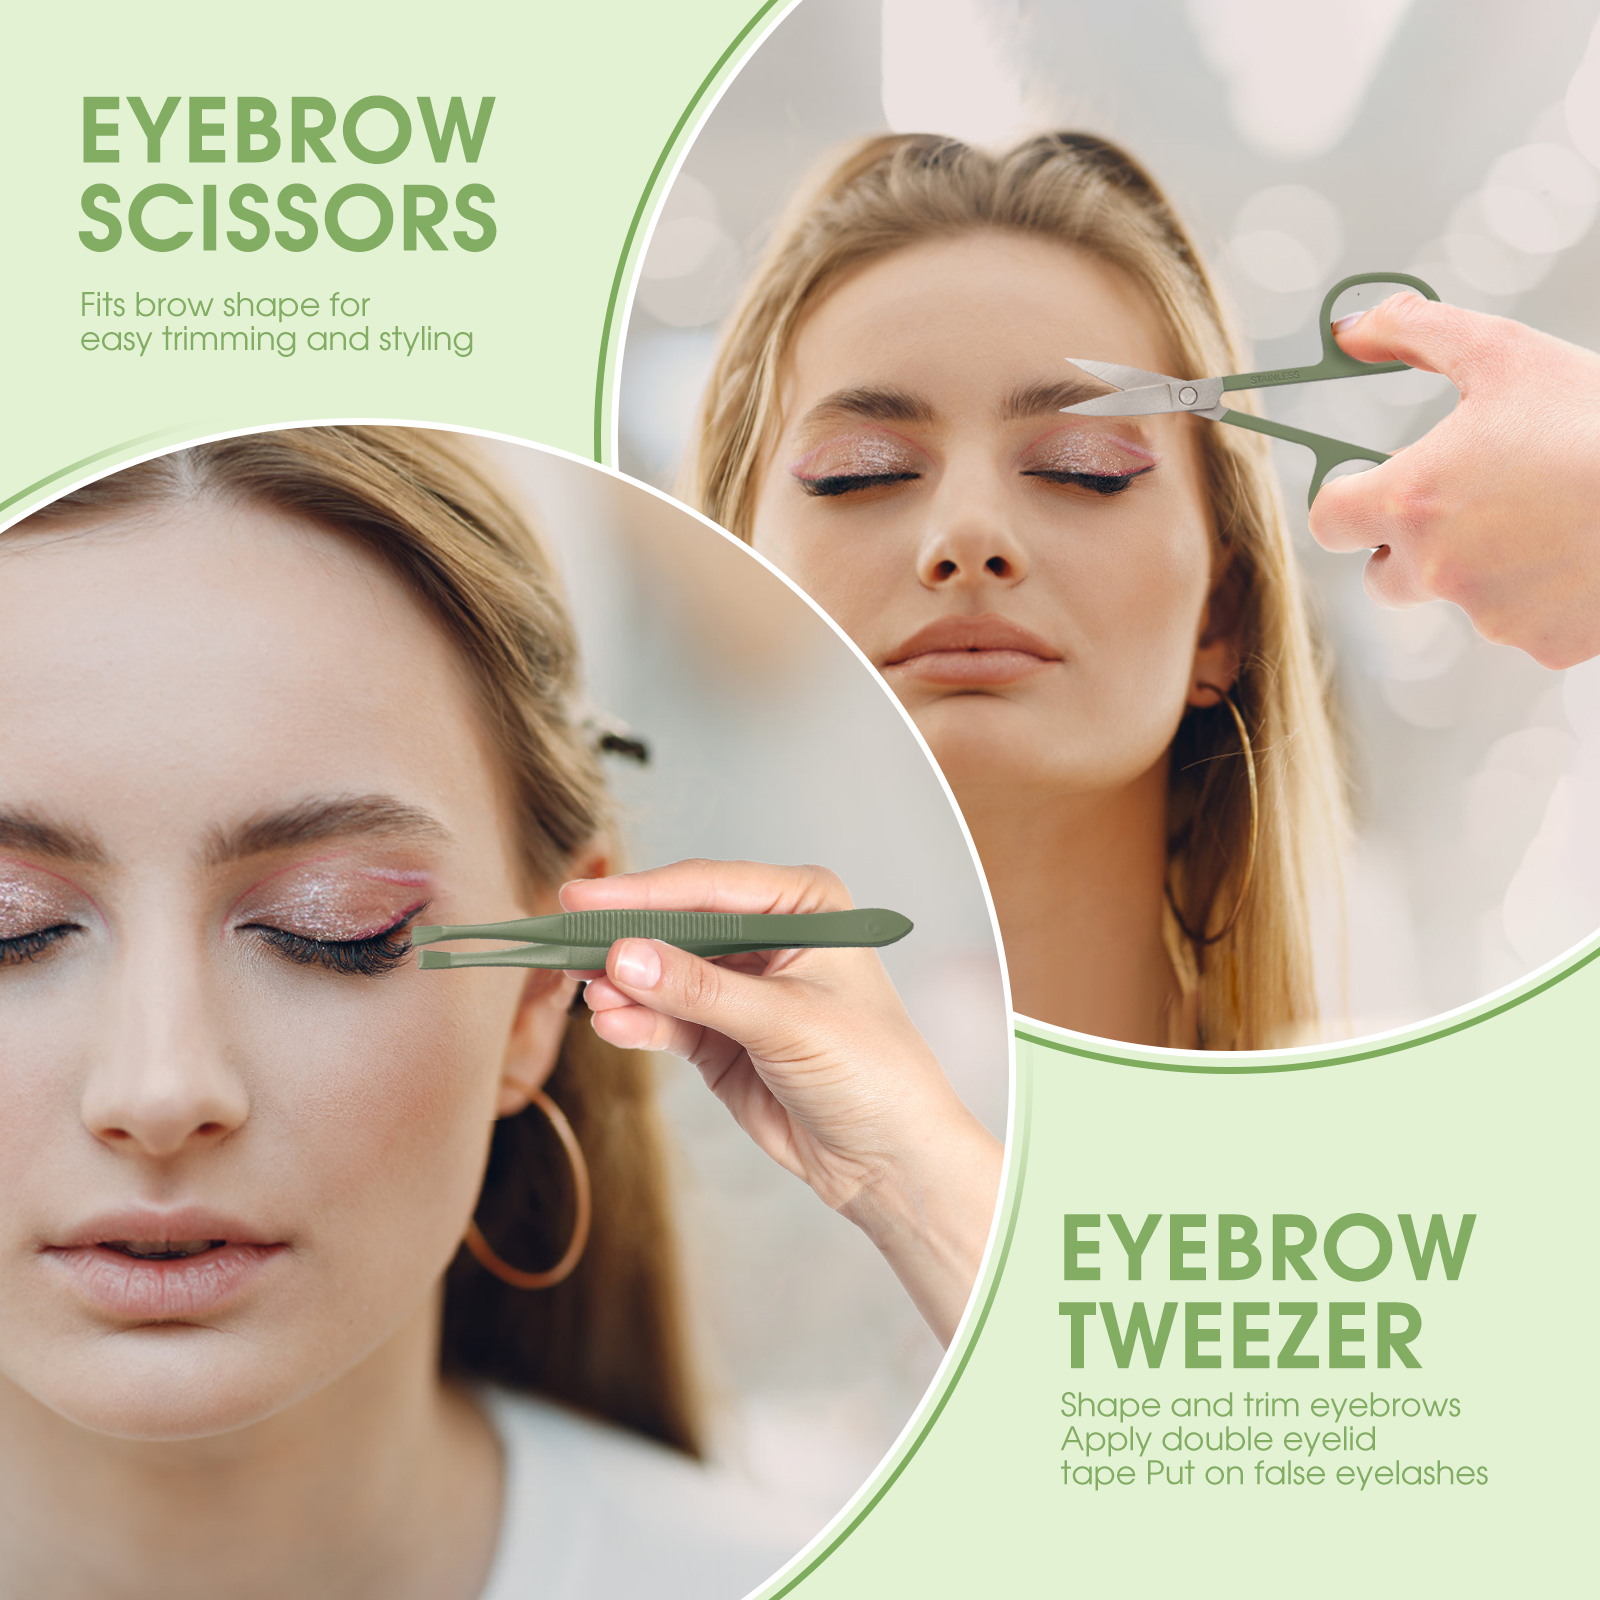 EYEBROW
SCISSORS
Fits brow shape for
easy trimming and styling
STAINLESS
EYEBROW
TWEEZER
Shape and trim eyebrows
Apply double eyelid
tape Put on false eyelashes